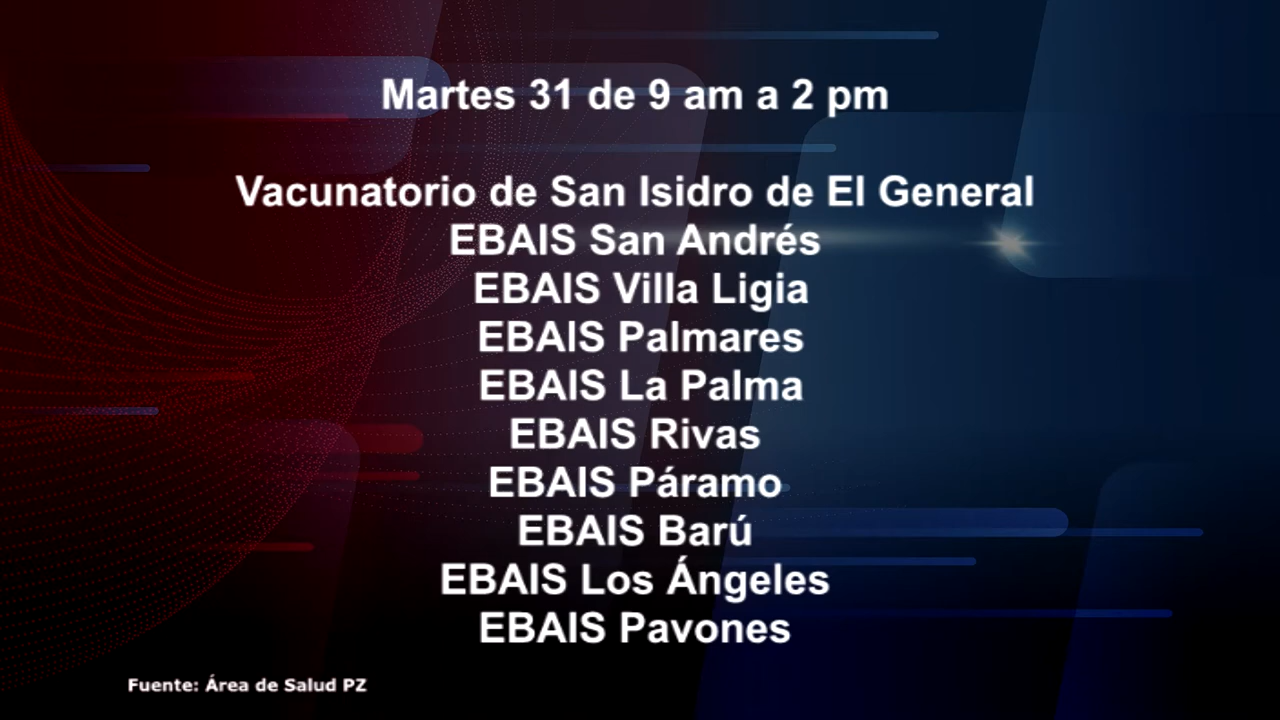 Martes 31 de 9 am a 2 pm
Vacunatorio de San Isidro de El General
EBAIS San Andrés
EBAIS Villa Ligia
EBAIS Palmares
EBAIS La Palma
EBAIS Rivas
EBAIS Páramo
EBAIS Barú
EBAIS Los Ángeles
EBAIS Pavones
Fuente: Área de Salud PZ